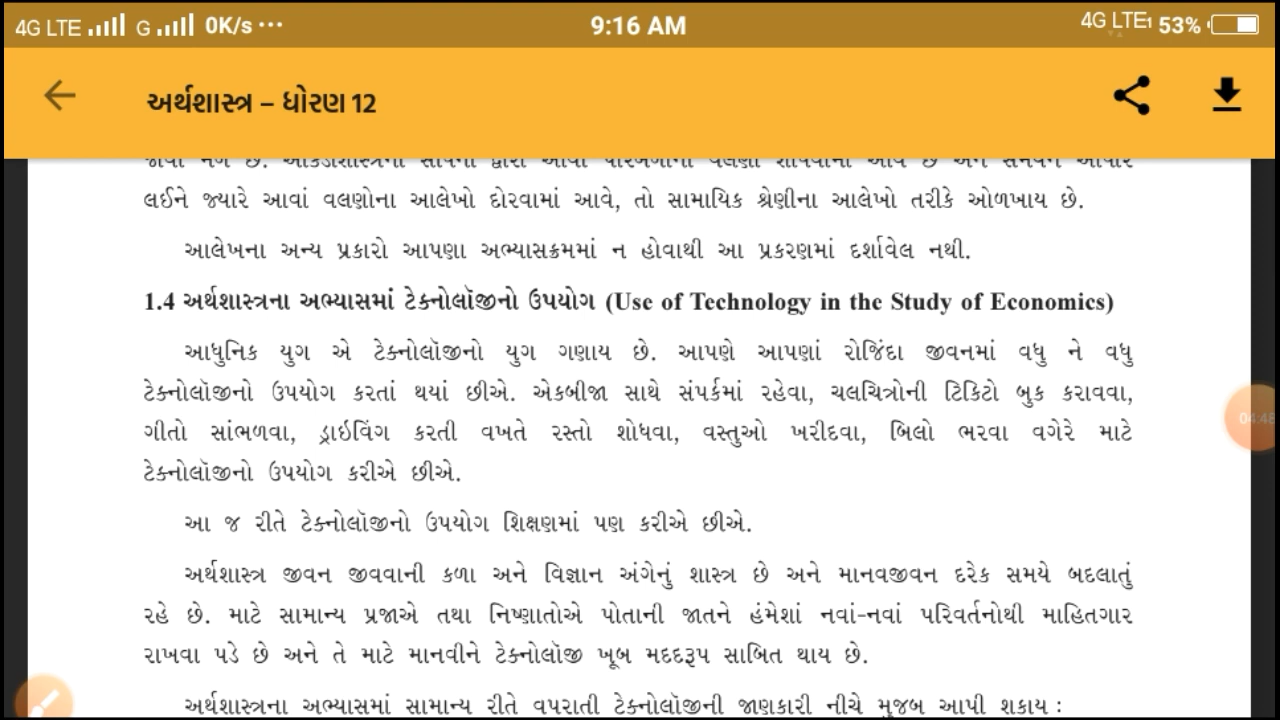 4G LTE G 0K/s ... 9:16 AM 4G LTE 53%
અર્થશાસ્ત્ર – ધોરણ 12
લઈને જ્યારે આવાં વલણોના આલેખો દોરવામાં આવે, તો સામાયિક શ્રેણીના આલેખો તરીકે ઓળખાય છે.
આલેખના અન્ય પ્રકારો આપણા અભ્યાસક્રમમાં ન હોવાથી આ પ્રકરણમાં દર્શાવેલ નથી.
1.4 અર્થશાસ્ત્રના અભ્યાસમાં ટેક્નોલૉજીનો ઉપયોગ (Use of Technology in the Study of Economics)
આધુનિક યુગ એ ટેક્નોલૉજીનો યુગ ગણાય છે. આપણે આપણાં રોજિંદા જીવનમાં વધુ ને વધુ
ટેક્નોલૉજીનો ઉપયોગ કરતાં થયાં છીએ. એકબીજા સાથે સંપર્કમાં રહેવા, ચલચિત્રોની ટિકિટો બુક કરાવવા,
ગીતો સાંભળવા, ડ્રાઇવિંગ કરતી વખતે રસ્તો શોધવા, વસ્તુઓ ખરીદવા, બિલો ભરવા વગેરે માટે
ટેક્નોલૉજીનો ઉપયોગ કરીએ છીએ.
04:48
આ જ રીતે ટેક્નોલૉજીનો ઉપયોગ શિક્ષણમાં પણ કરીએ છીએ.
અર્થશાસ્ત્ર જીવન જીવવાની કળા અને વિજ્ઞાન અંગેનું શાસ્ત્ર છે અને માનવજીવન દરેક સમયે બદલાતું
રહે છે. માટે સામાન્ય પ્રજાએ તથા નિષ્ણાતોએ પોતાની જાતને હંમેશાં નવાં-નવાં પરિવર્તનોથી માહિતગાર
રાખવા પડે છે અને તે માટે માનવીને ટેક્નોલૉજી ખૂબ મદદરૂપ સાબિત થાય છે.
અર્થશાસ્ત્રના અભ્યાસમાં સામાન્ય રીતે વપરાતી ટેક્નોલૉજીની જાણકારી નીચે મુજબ આપી શકાય :